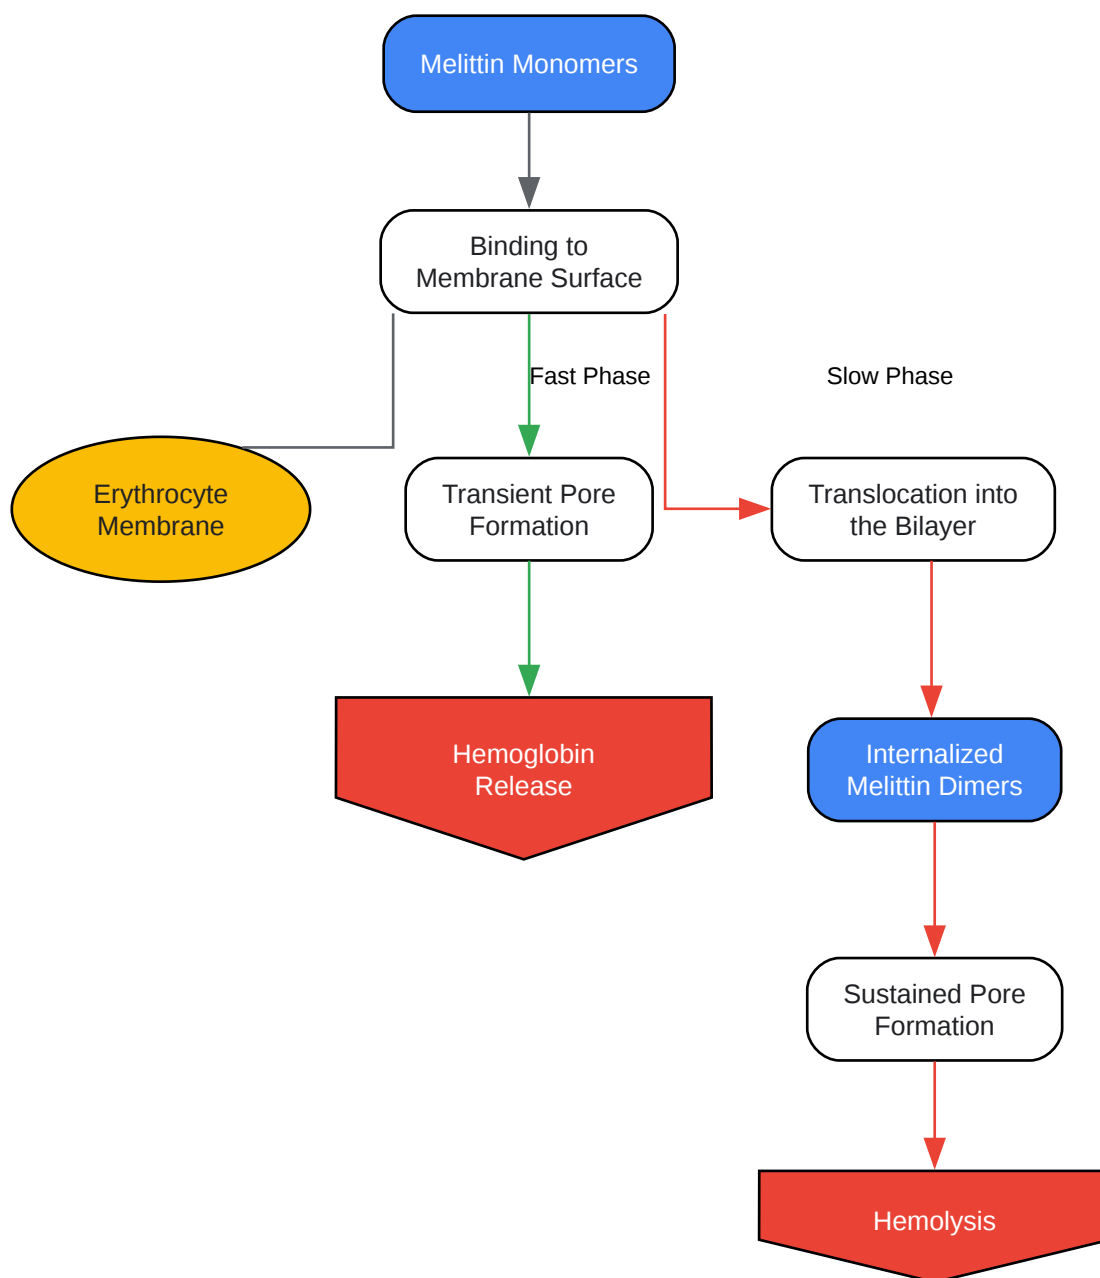 Melittin Monomers
Binding to
Membrane Surface
Fast Phase
Slow Phase
Erythrocyte
Membrane
Transient Pore
Formation
Translocation into
the Bilayer
Hemoglobin
Release
Internalized
Melittin Dimers
Sustained Pore
Formation
Hemolysis